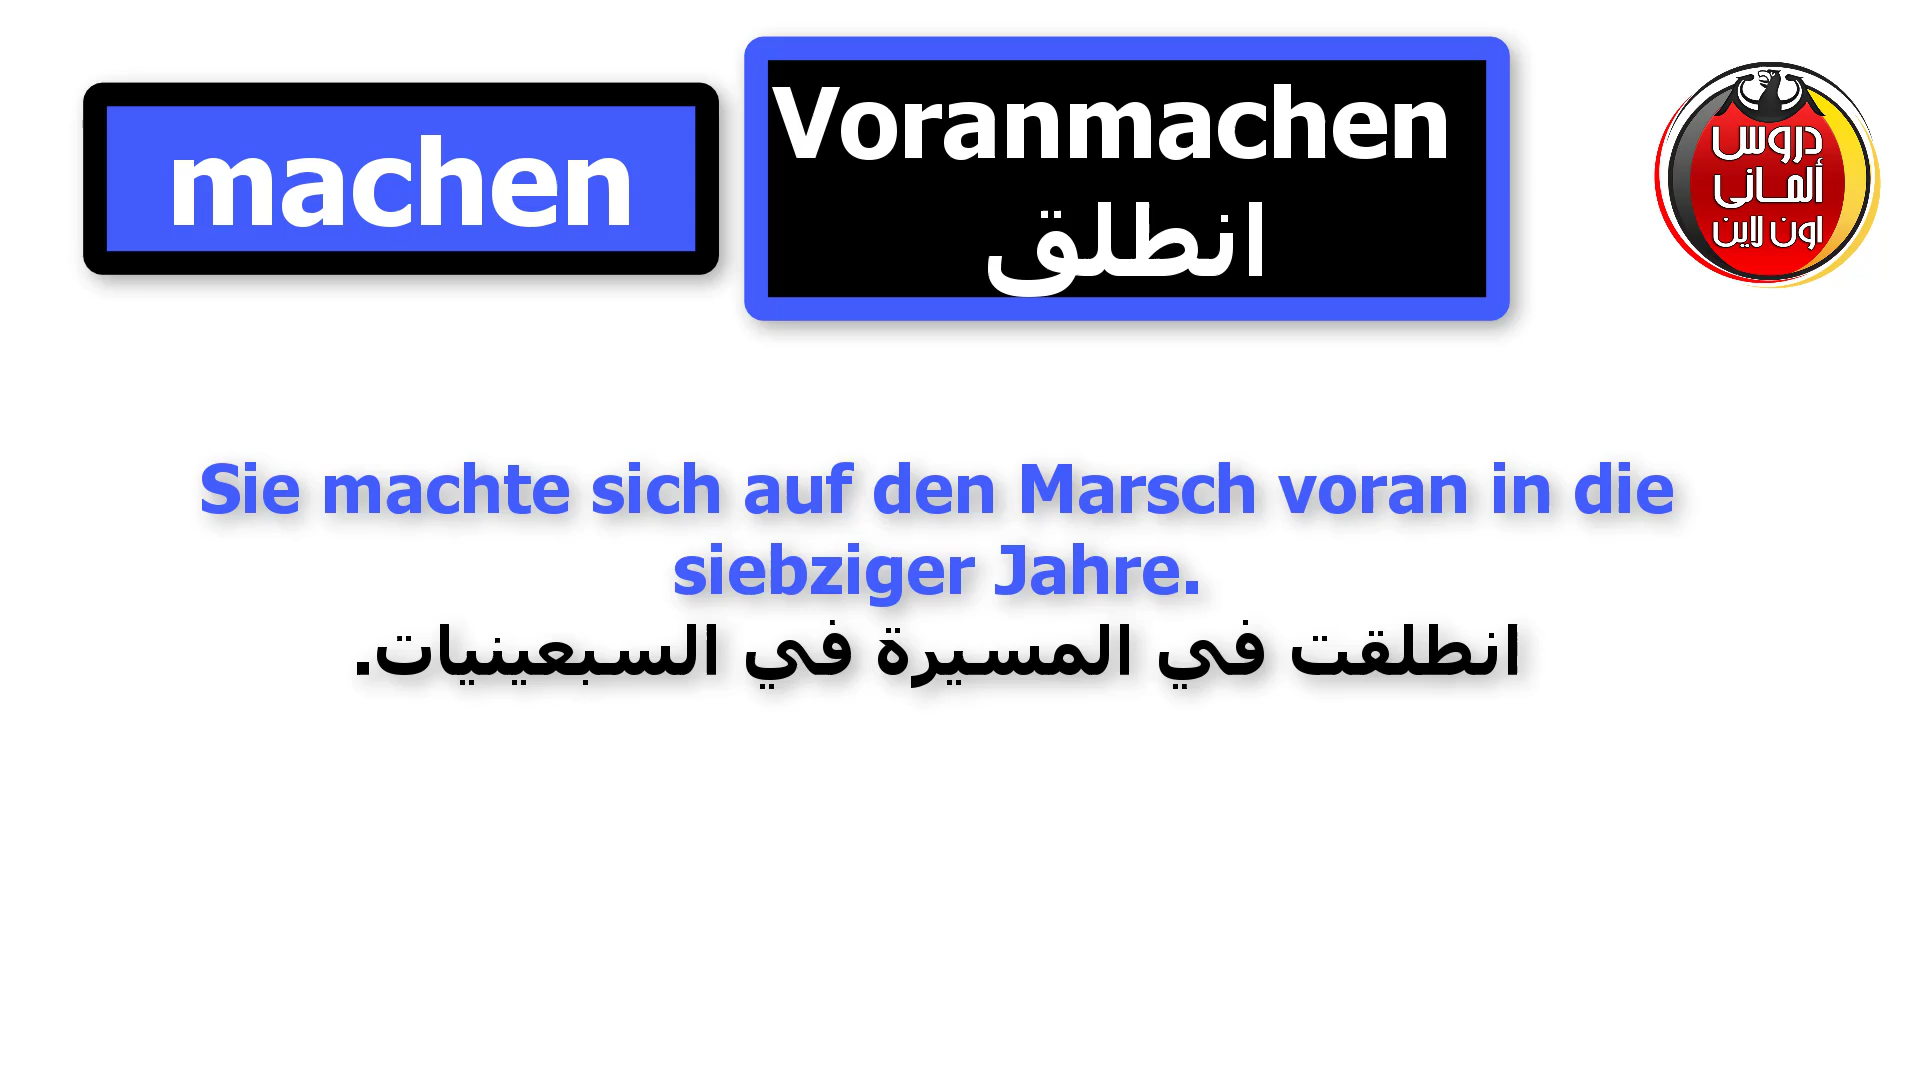 machen
Voranmachen
انطلق
دروس
ألمانى
اون لاين
Sie machte sich auf den Marsch voran in die
siebziger Jahre.
انطلقت في المسيرة في السبعينيات.